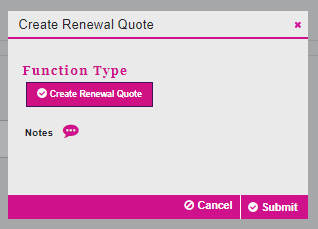 Create Renewal Quote
Function Type
Create Renewal Quote
Notes
Cancel Submit